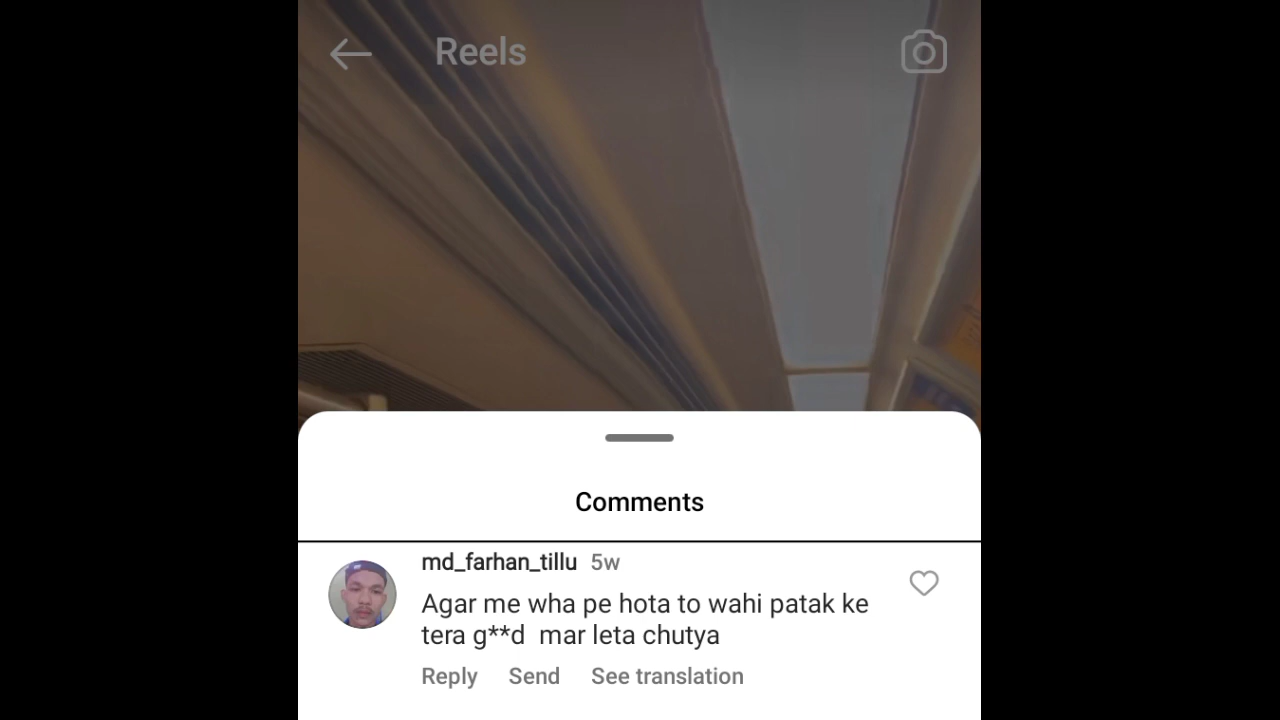 Reels
Comments
md_farhan_tillu 5w
Agar me wha pe hota to wahi patak ke
tera g**d mar leta chutya
Reply Send See translation